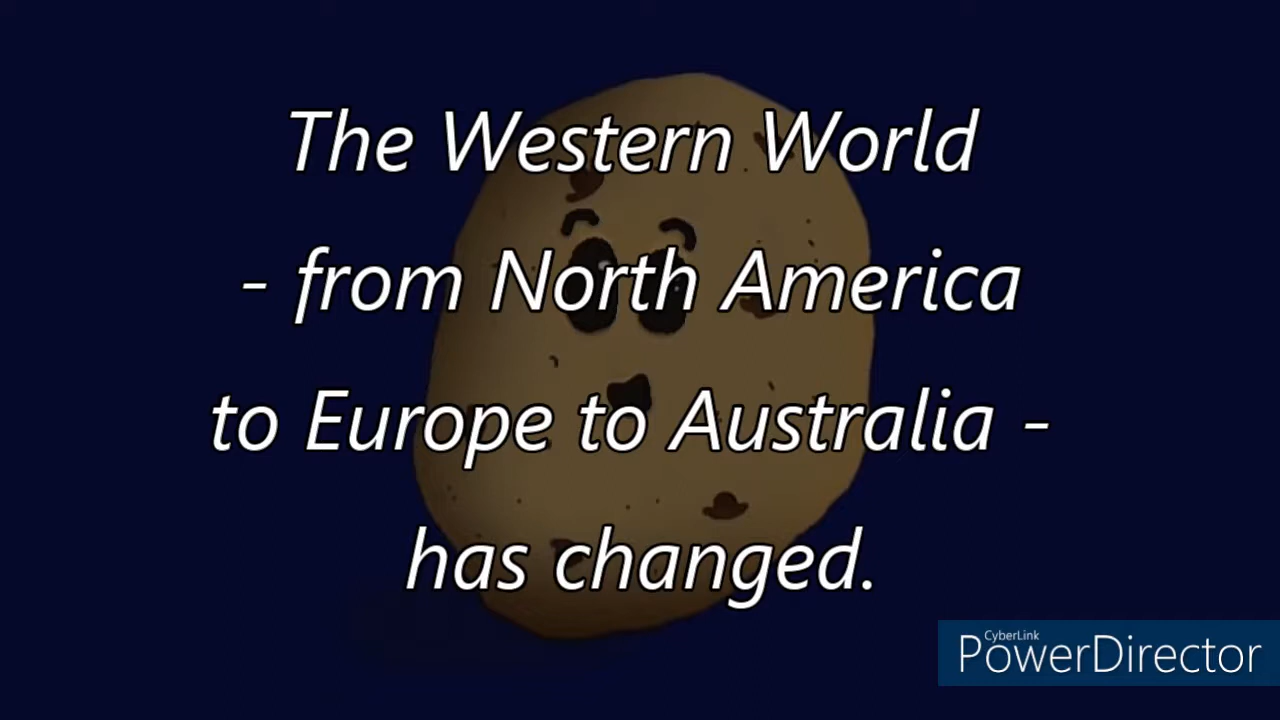 The Western World
- from North America
to Europe to Australia -
has changed.
CyberLink
PowerDirector